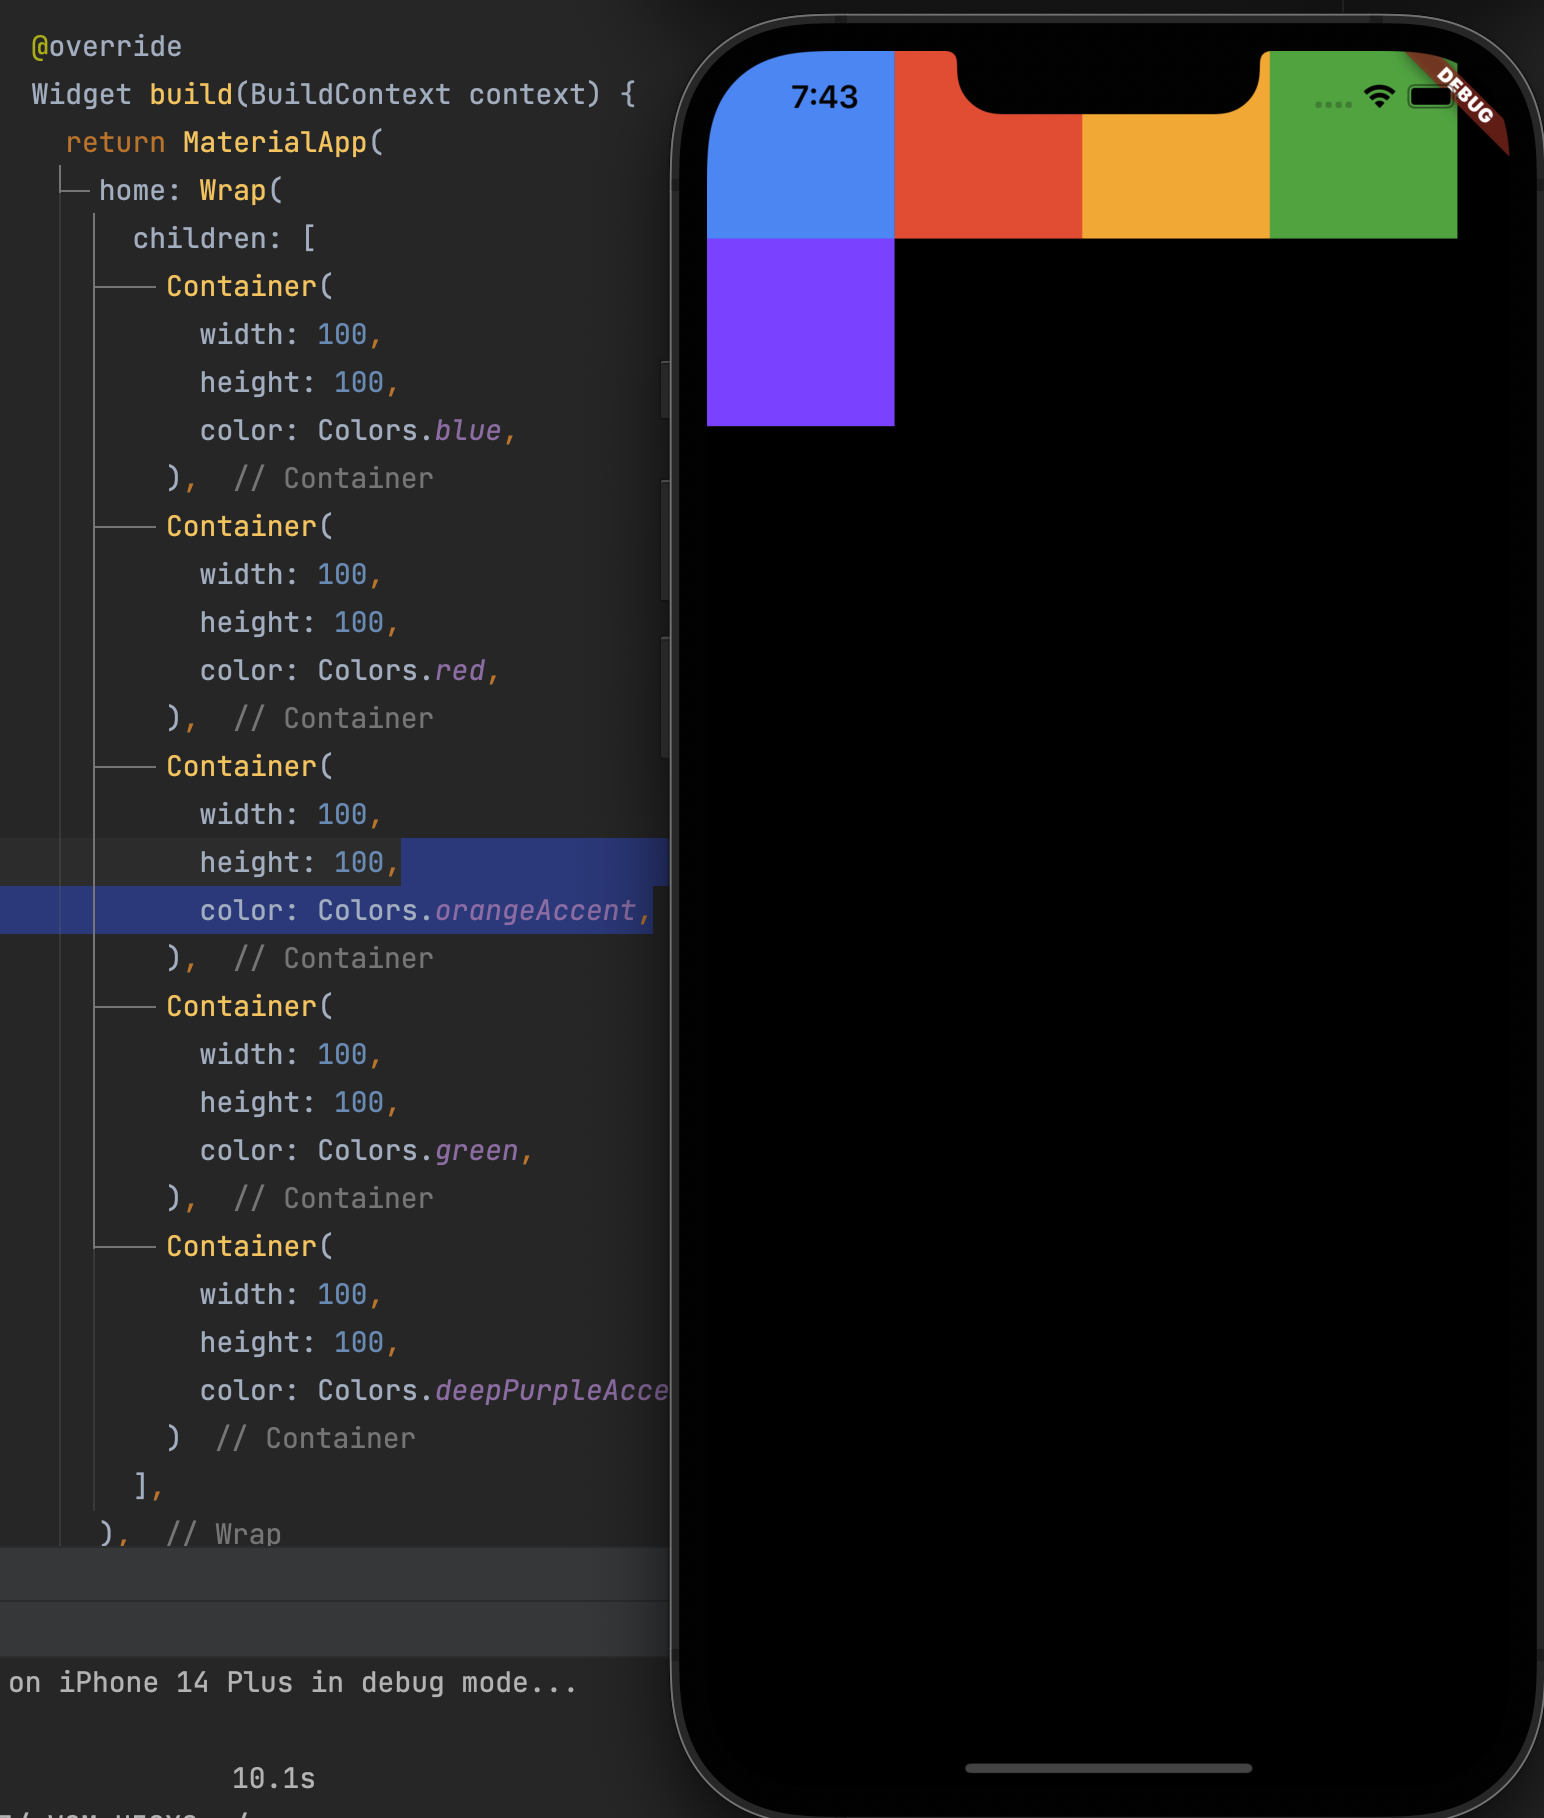 @override
Widget build(BuildContext context) {
return MaterialApp(
home: Wrap(
children: [
Container(
width: 100,
height: 100,
color: Colors.blue,
), // Container
Container(
width: 100,
height: 100,
color: Colors.red,
), // Container
Container(
width: 100,
height: 100,
color: Colors.orangeAccent,
), // Container
Container(
width: 100,
height: 100,
color: Colors.green,
), // Container
Container(
width: 100,
height: 100,
color: Colors.deepPurpleAcce
) // Container
],
), // Wrap
on iPhone 14 Plus in debug mode...
10.1s
7:43
DEBUG